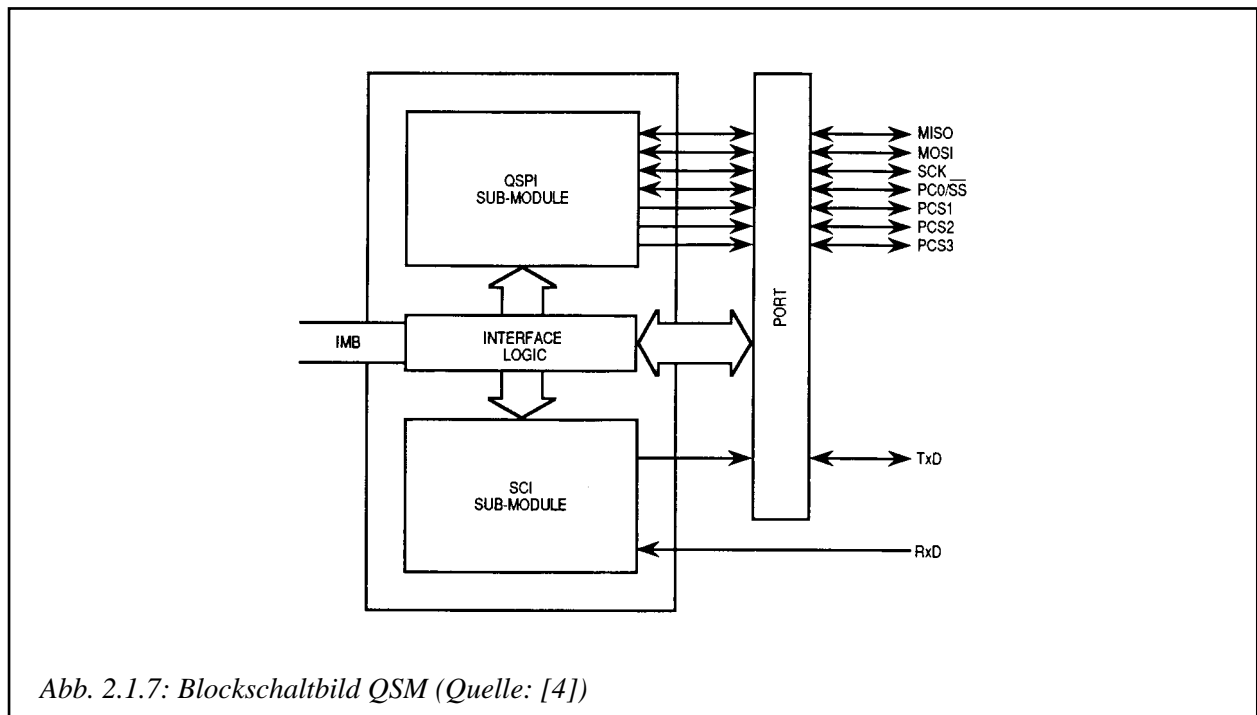 QSPI
SUB-MODULE
MISO
MOSI
SCK
PC0/S̅S̅
PCS1
PCS2
PCS3
PORT
IMB
INTERFACE
LOGIC
SCI
SUB-MODULE
TxD
RxD
Abb. 2.1.7: Blockschaltbild QSM (Quelle: [4])